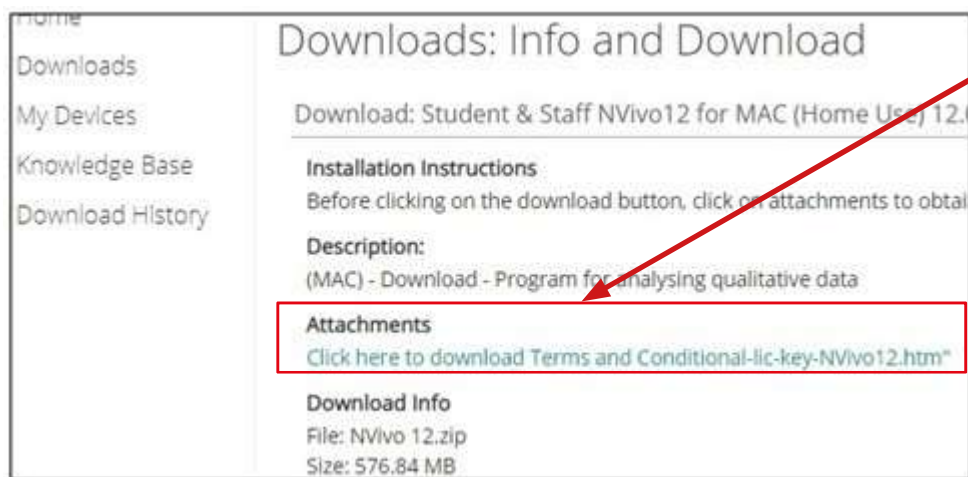 Home
Downloads
My Devices
Knowledge Base
Download History
Downloads: Info and Download
Download: Student & Staff NVivo12 for MAC (Home Use) 12.
Installation Instructions
Before clicking on the download button, click on attachments to obtai
Description:
(MAC) - Download - Program for analysing qualitative data
Attachments
Click here to download Terms and Conditional-lic-key-NVivo12.htm"
Download Info
File: NVivo 12.zip
Size: 576.84 MB